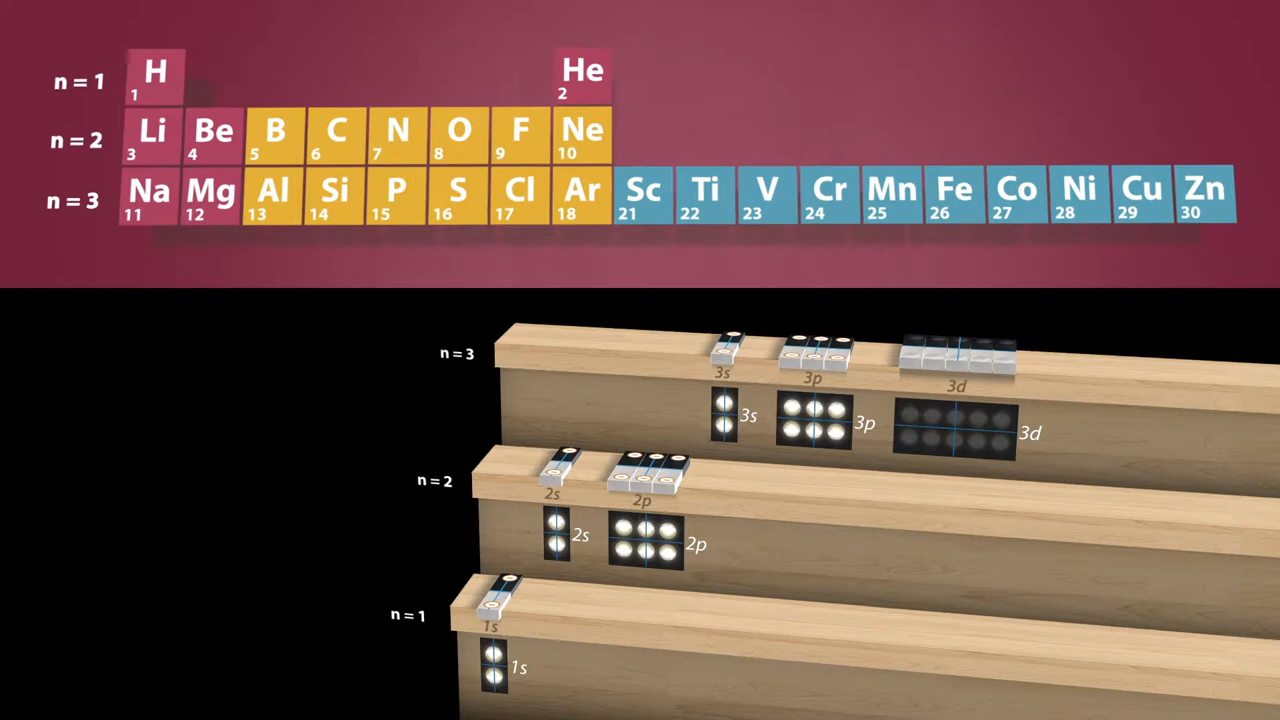 n = 1 H 1 He 2
n = 2 Li 3 Be 4 B 5 C 6 N 7 O 8 F 9 Ne 10
n = 3 Na 11 Mg 12 Al 13 Si 14 P 15 S 16 Cl 17 Ar 18 Sc 21 Ti 22 V 23 Cr 24 Mn 25 Fe 26 Co 27 Ni 28 Cu 29 Zn 30
n = 3
3s 3p 3d
3s 3p 3d
n = 2
2s 2p
2s 2p
n = 1
1s
1s